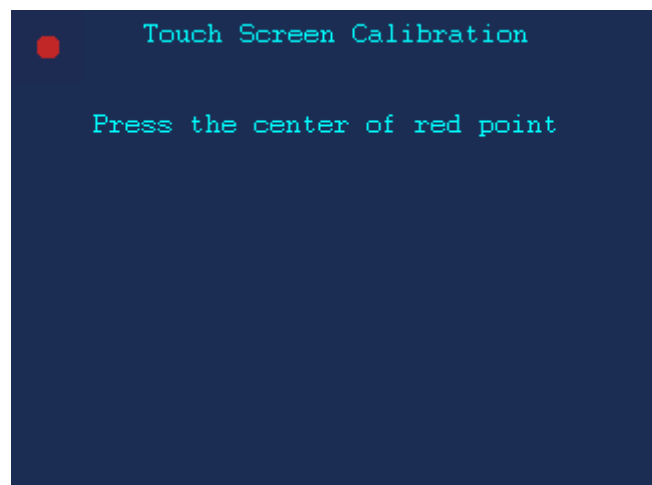 Touch Screen Calibration
Press the center of red point